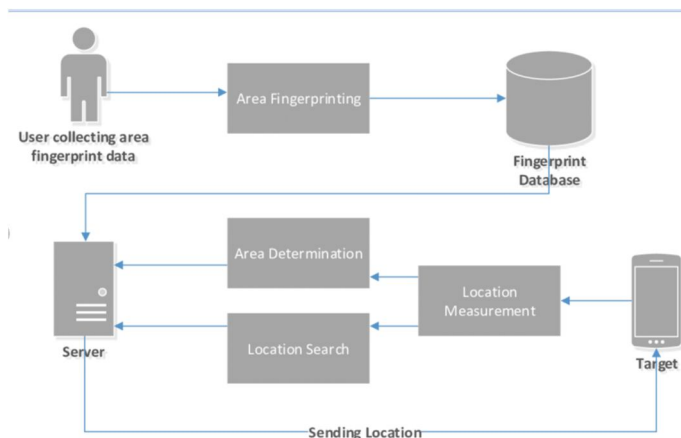 Area Fingerprinting
User collecting area
fingerprint data
Fingerprint
Database
Area Determination
Location
Measurement
Location Search
Server
Target
Sending Location